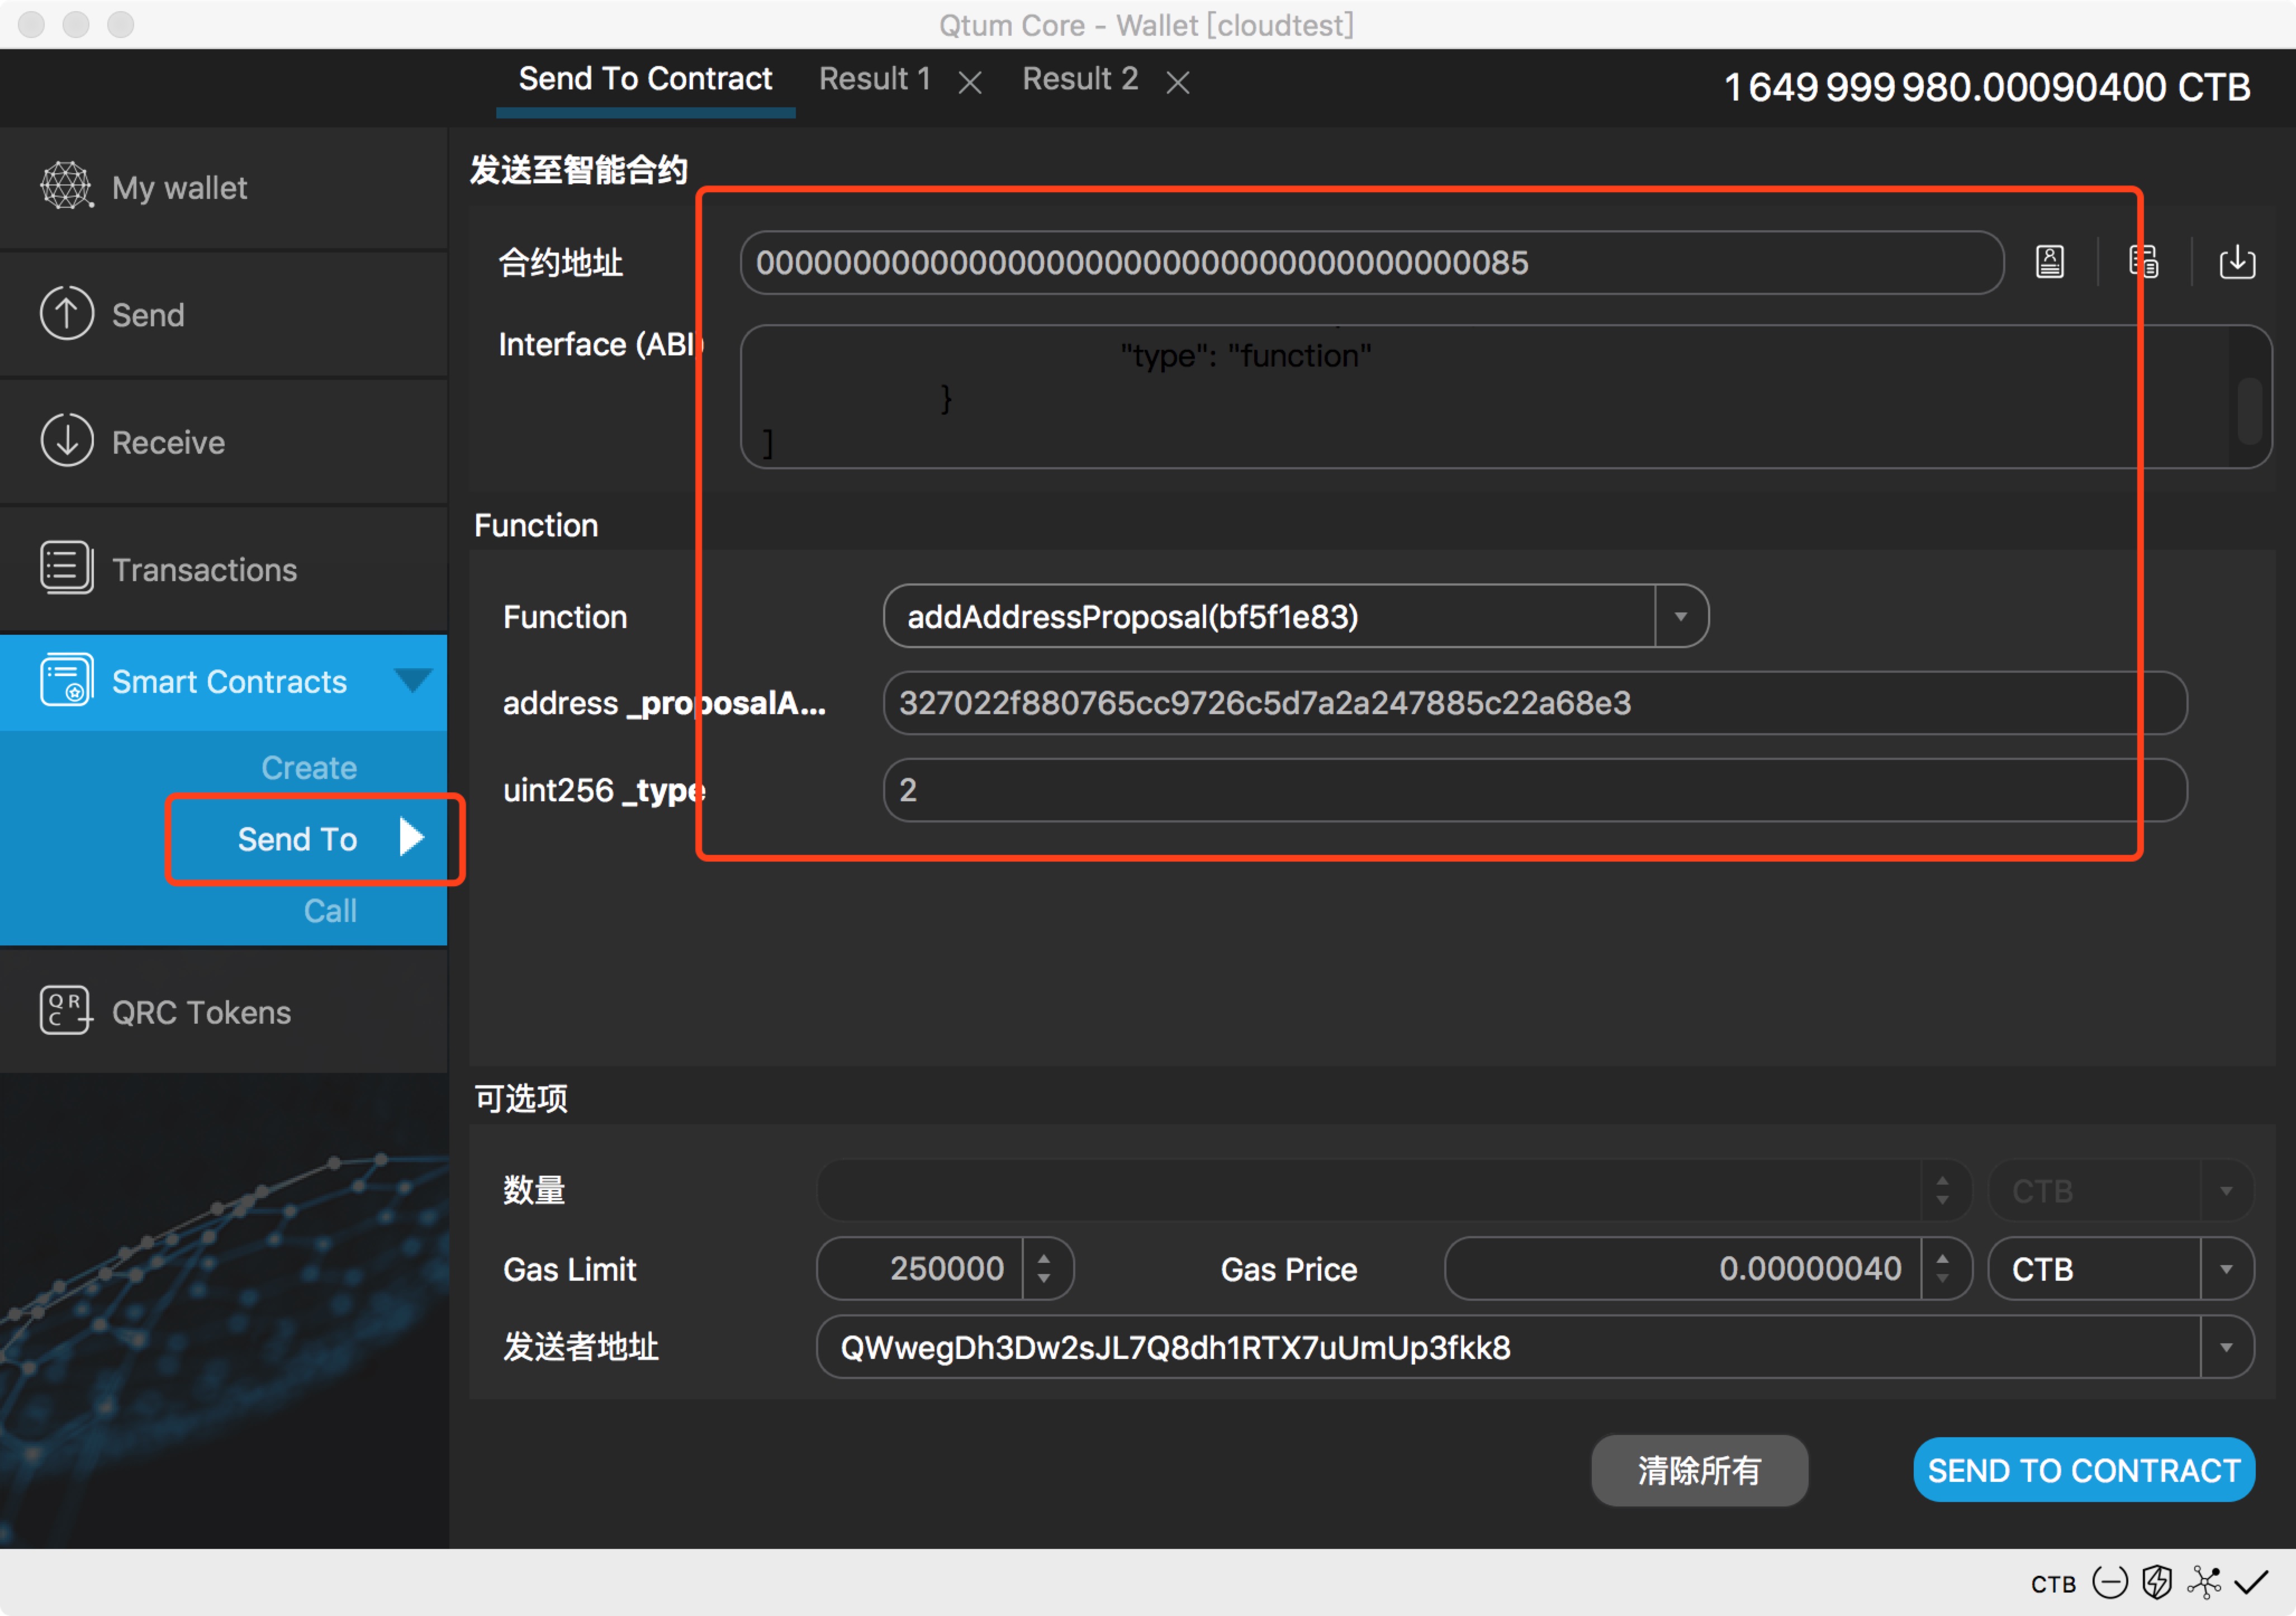 Qtum Core - Wallet [cloudtest]
Send To Contract
Result 1
Result 2
1 649 999 980.00090400 CTB
My wallet
Send
Receive
Transactions
Smart Contracts
Create
Send To
Call
QRC Tokens
发送至智能合约
合约地址
0000000000000000000000000000000000000085
Interface (ABI)
"type": "function"
}
]
Function
Function
addAddressProposal(bf5f1e83)
address _proposalA...
327022f880765cc9726c5d7a2a247885c22a68e3
uint256 _type
2
可选项
数量
CTB
Gas Limit
250000
Gas Price
0.00000040
CTB
发送者地址
QWwegDh3Dw2sJL7Q8dh1RTX7uUmUp3fkk8
清除所有
SEND TO CONTRACT
CTB